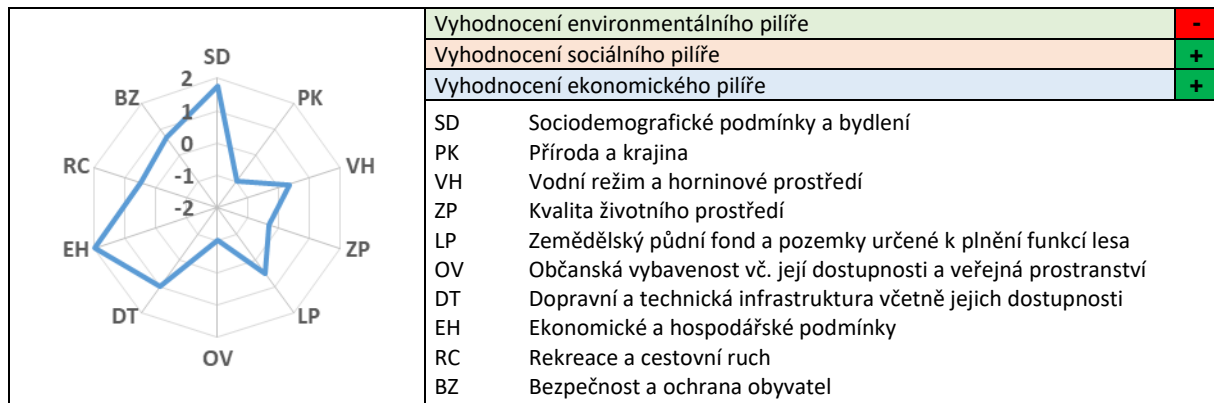 SD
PK
VH
ZP
LP
OV
DT
EH
RC
BZ
2
1
0
-1
-2
Vyhodnocení environmentálního pilíře -
Vyhodnocení sociálního pilíře +
Vyhodnocení ekonomického pilíře +
SD Sociodemografické podmínky a bydlení
PK Příroda a krajina
VH Vodní režim a horninové prostředí
ZP Kvalita životního prostředí
LP Zemědělský půdní fond a pozemky určené k plnění funkcí lesa
OV Občanská vybavenost vč. její dostupnosti a veřejná prostranství
DT Dopravní a technická infrastruktura včetně jejich dostupnosti
EH Ekonomické a hospodářské podmínky
RC Rekreace a cestovní ruch
BZ Bezpečnost a ochrana obyvatel